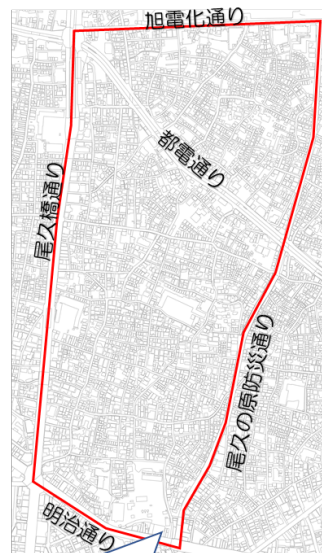 旭電化通り
都電通り
尾久橋通り
尾久の原防災通り
明治通り